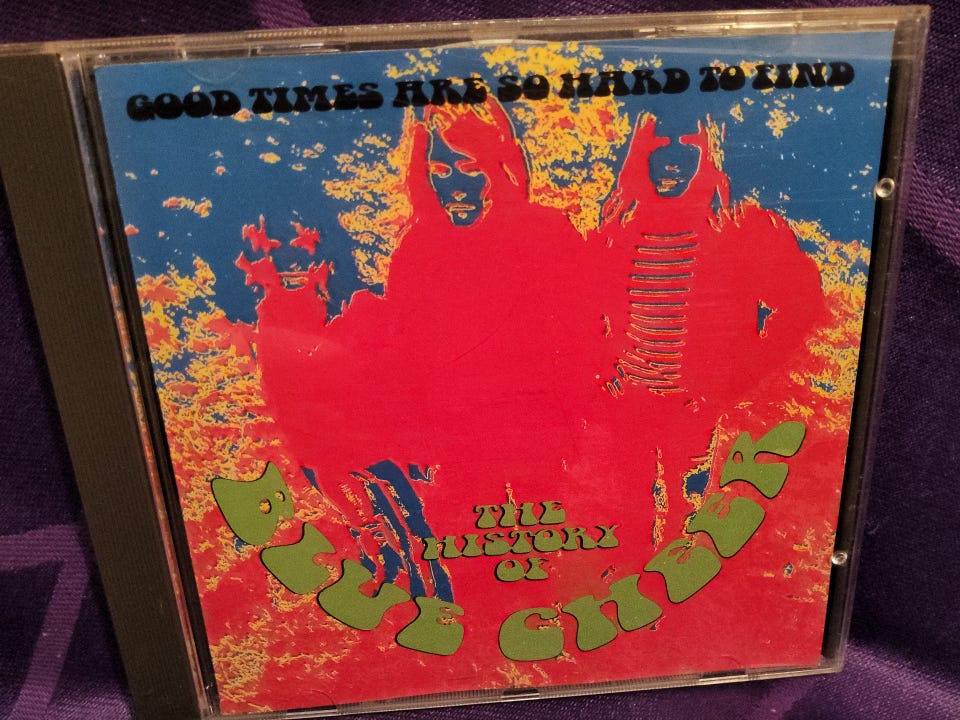 GOOD TIMES ARE SO HARD TO FIND
THE
HISTORY
OF
BLUE CHEER